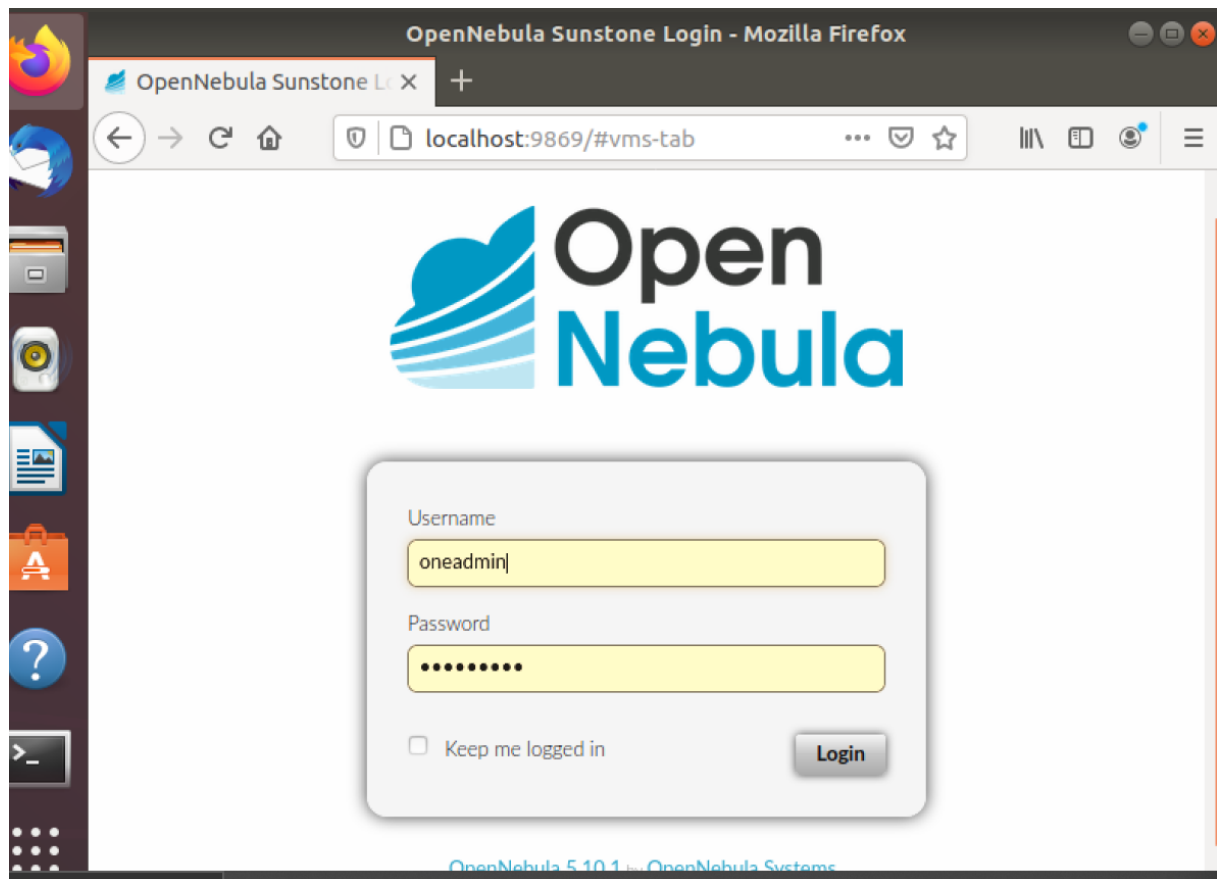 OpenNebula Sunstone Login - Mozilla Firefox
OpenNebula Sunstone Lo
localhost:9869/#vms-tab
Open
Nebula
Username
oneadmin
Password
Keep me logged in
Login
OpenNebula 5.10.1 by OpenNebula Systems